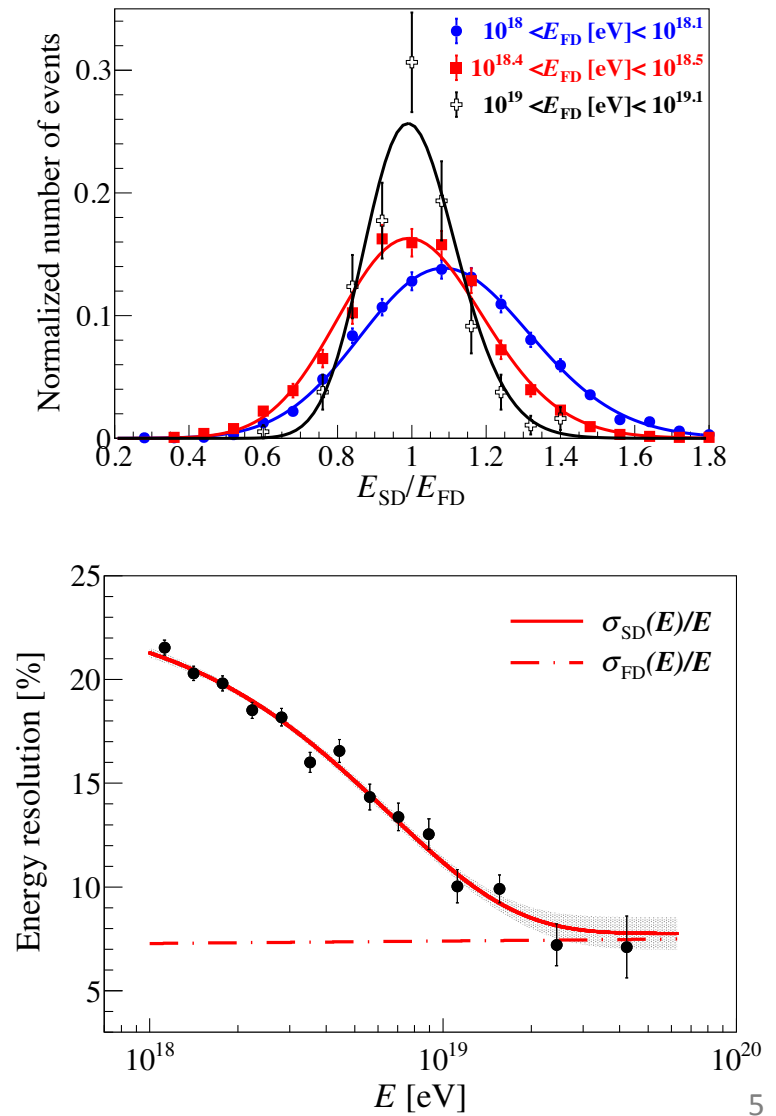 10^18 <E_FD [eV]< 10^18.1
10^18.4 <E_FD [eV]< 10^18.5
10^19 <E_FD [eV]< 10^19.1
Normalized number of events
0.3
0.2
0.1
0
0.2 0.4 0.6 0.8 1 1.2 1.4 1.6 1.8
E_SD/E_FD
σ_SD(E)/E
σ_FD(E)/E
Energy resolution [%]
25
20
15
10
5
10^18 10^19 10^20
E [eV]
5